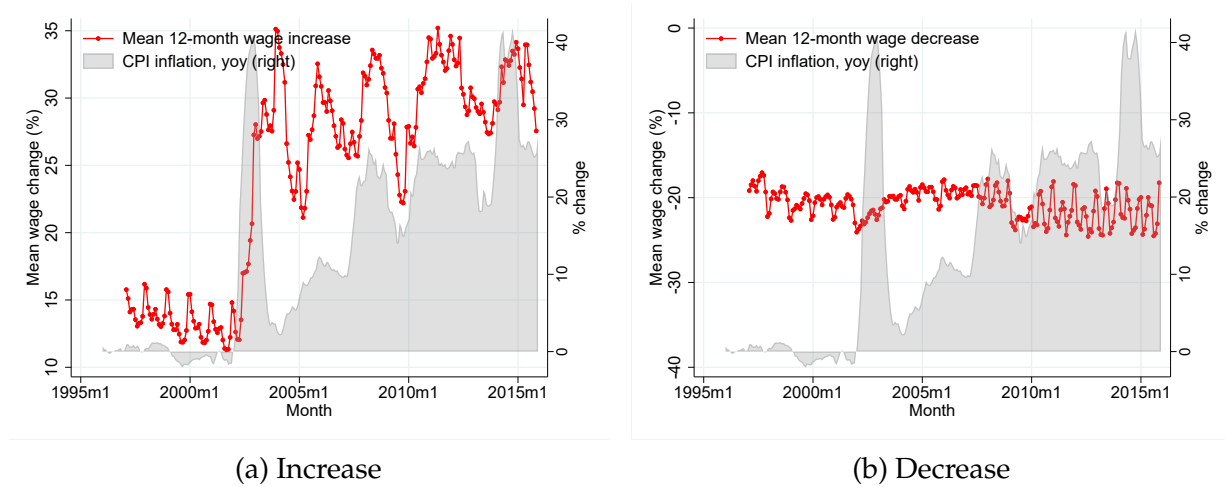 Mean wage change (%)
35
30
25
20
15
10
Mean 12-month wage increase
CPI inflation, yoy (right)
40
30
20
10
0
% change
1995m1 2000m1 2005m1 2010m1 2015m1
Month
(a) Increase
Mean wage change (%)
0
-10
-20
-30
-40
Mean 12-month wage decrease
CPI inflation, yoy (right)
40
30
20
10
0
% change
1995m1 2000m1 2005m1 2010m1 2015m1
Month
(b) Decrease